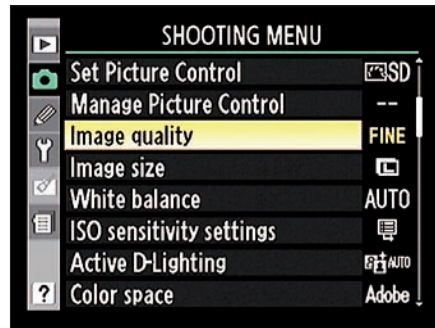 SHOOTING MENU
Set Picture Control SD
Manage Picture Control --
Image quality FINE
Image size L
White balance AUTO
ISO sensitivity settings
Active D-Lighting AUTO
Color space Adobe
?